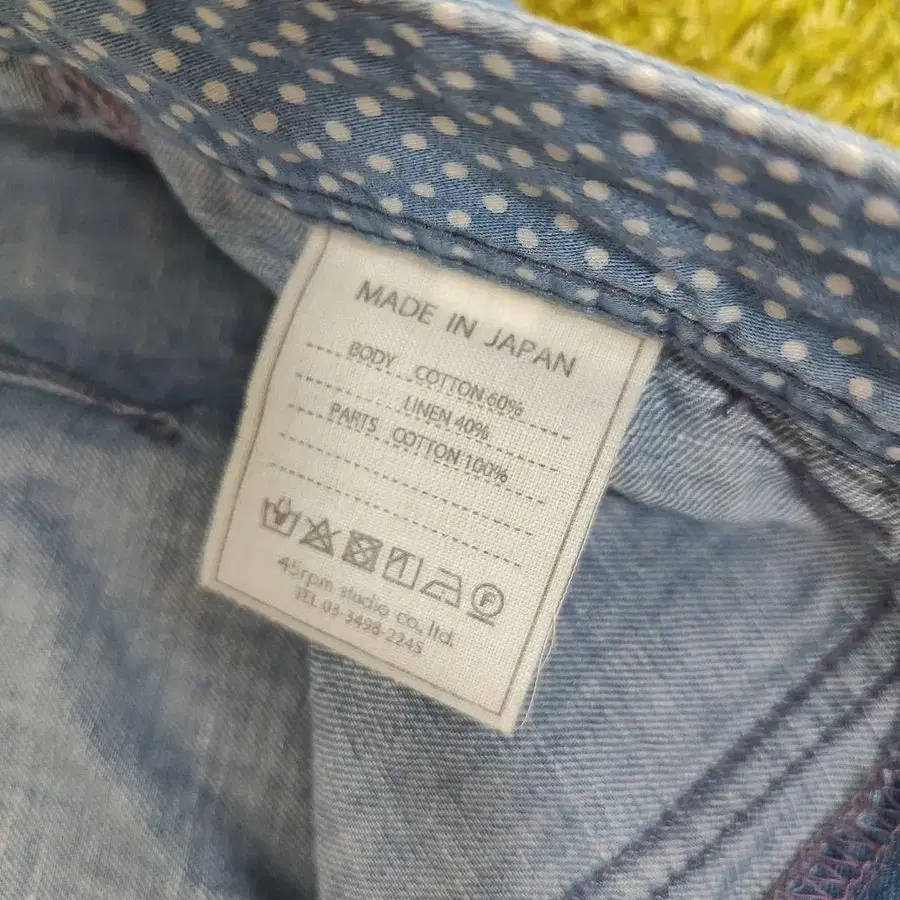 MADE IN JAPAN
BODY COTTON 60%
LINEN 40%
PARTS COTTON 100%
F
45rpm studio co. ltd.
TEL 03-3498-2245